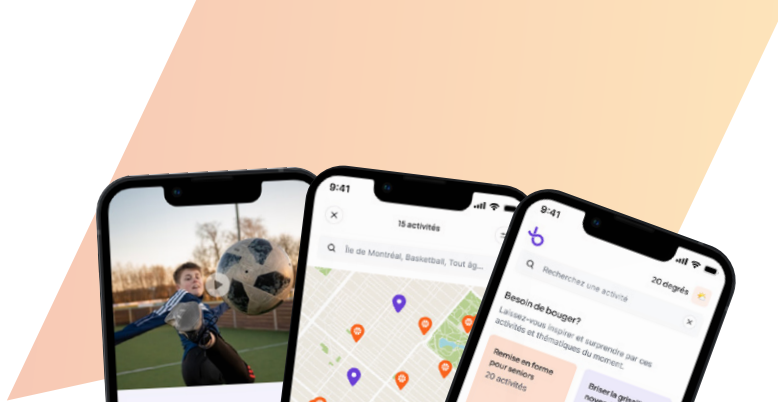 9:41
15 activités
Île de Montréal, Basketball, Tout âg...
9:41
20 degrés
Recherchez une activité
Besoin de bouger?
Laissez-vous inspirer et surprendre par ces
activités et thématiques du moment.
Remise en forme
pour seniors
20 activités
Briser la